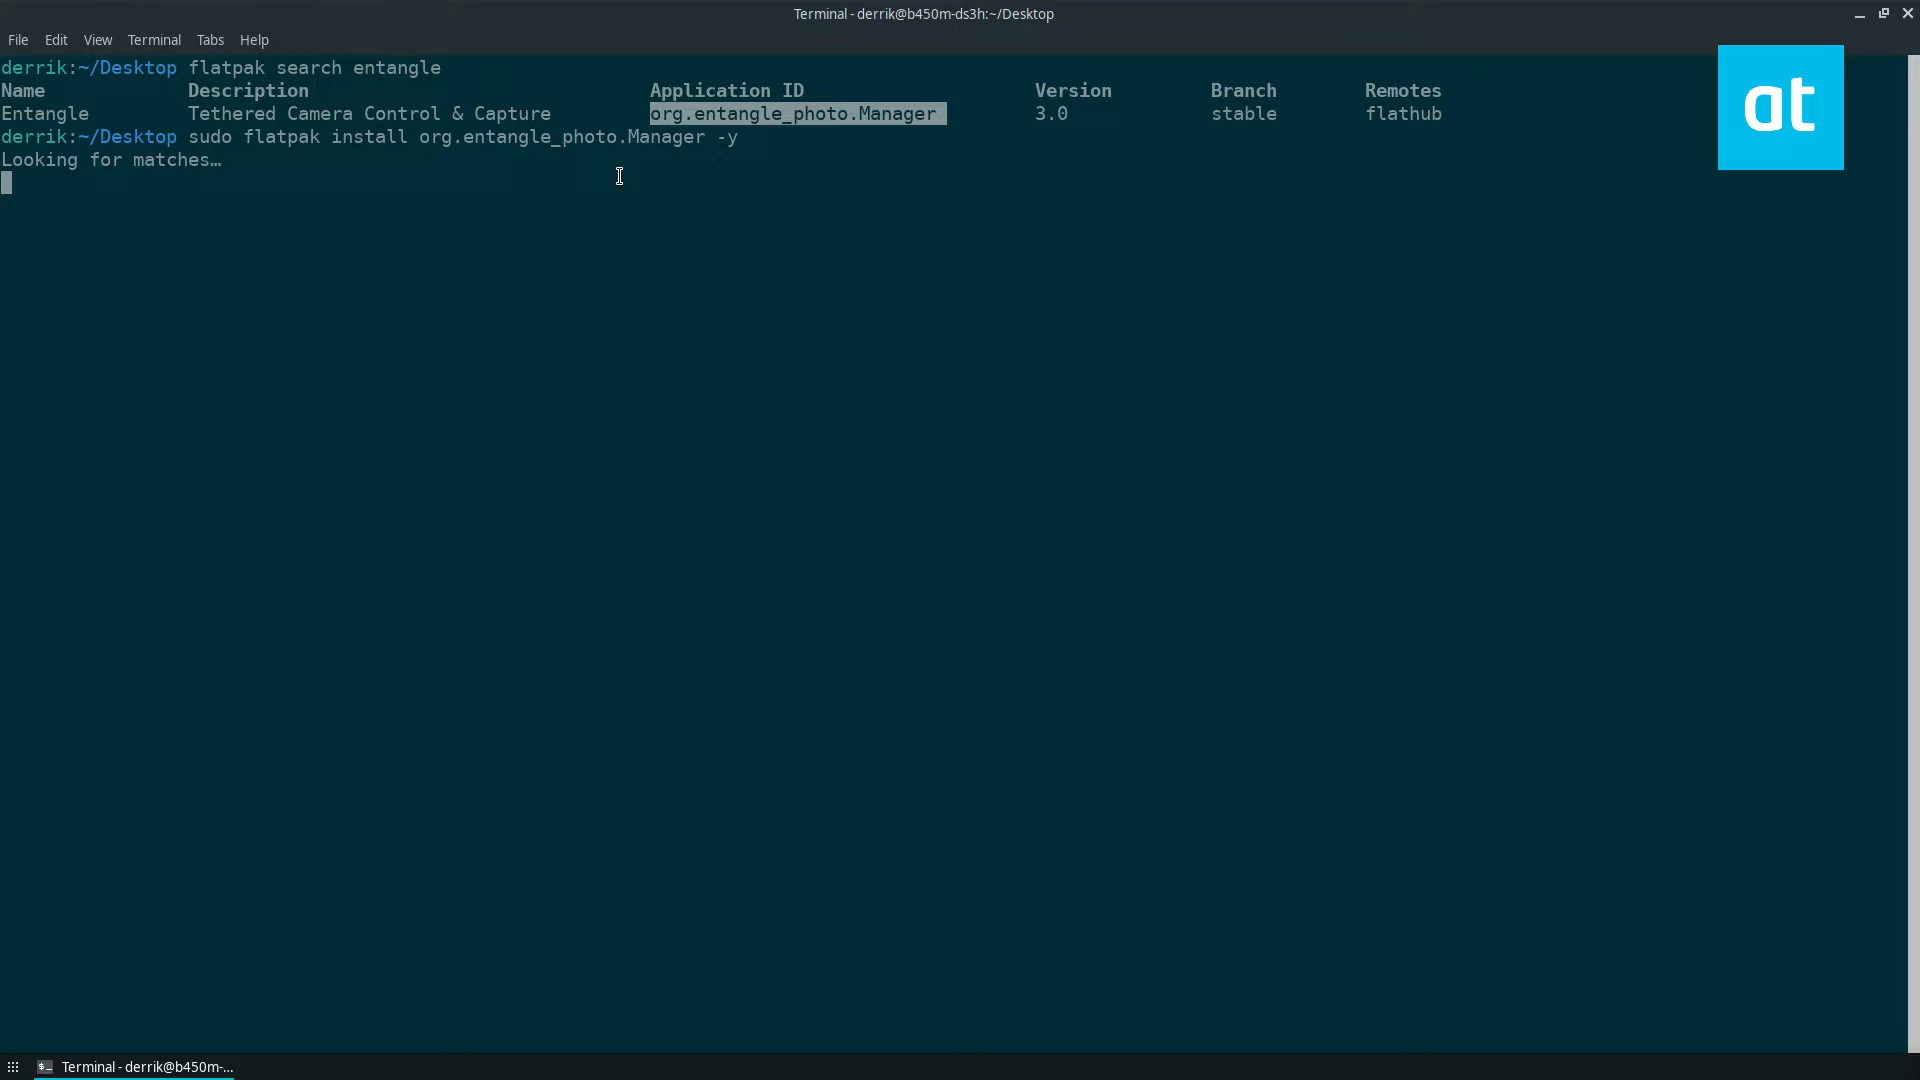 Terminal - derrik@b450m-ds3h:~/Desktop
File Edit View Terminal Tabs Help
derrik:~/Desktop flatpak search entangle
Name Description Application ID Version Branch Remotes
Entangle Tethered Camera Control & Capture org.entangle_photo.Manager 3.0 stable flathub
derrik:~/Desktop sudo flatpak install org.entangle_photo.Manager -y
Looking for matches…
at
Terminal - derrik@b450m-...